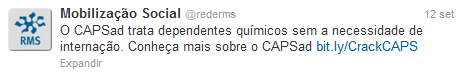 RMS
Mobilização Social @rederms 12 set
O CAPSad trata dependentes químicos sem a necessidade de
internação. Conheça mais sobre o CAPSad bit.ly/CrackCAPS
Expandir